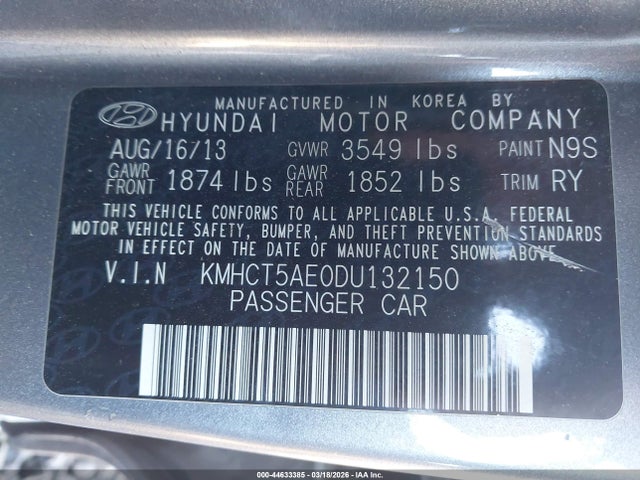 MANUFACTURED IN KOREA BY
HYUNDAI MOTOR COMPANY
AUG/16/13 GVWR 3549 lbs PAINT N9S
GAWR FRONT 1874 lbs GAWR REAR 1852 lbs TRIM RY
THIS VEHICLE CONFORMS TO ALL APPLICABLE U.S.A. FEDERAL
MOTOR VEHICLE SAFETY, BUMPER, AND THEFT PREVENTION STANDARDS
IN EFFECT ON THE DATE OF MANUFACTURE SHOWN ABOVE.
V.I.N KMHCT5AE0DU132150
PASSENGER CAR
000-44633385 - 03/18/2026 - IAA Inc.